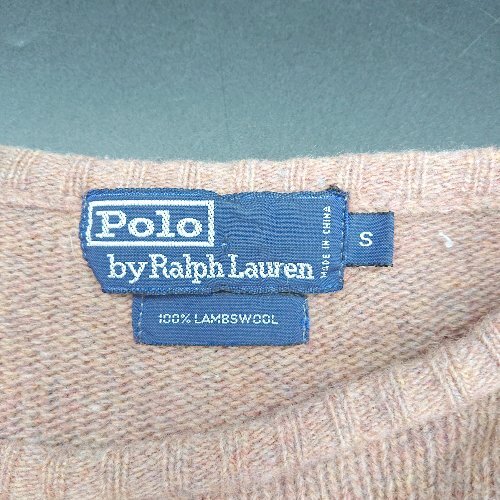 Polo
by Ralph Lauren
MADE IN CHINA
S
100% LAMBSWOOL